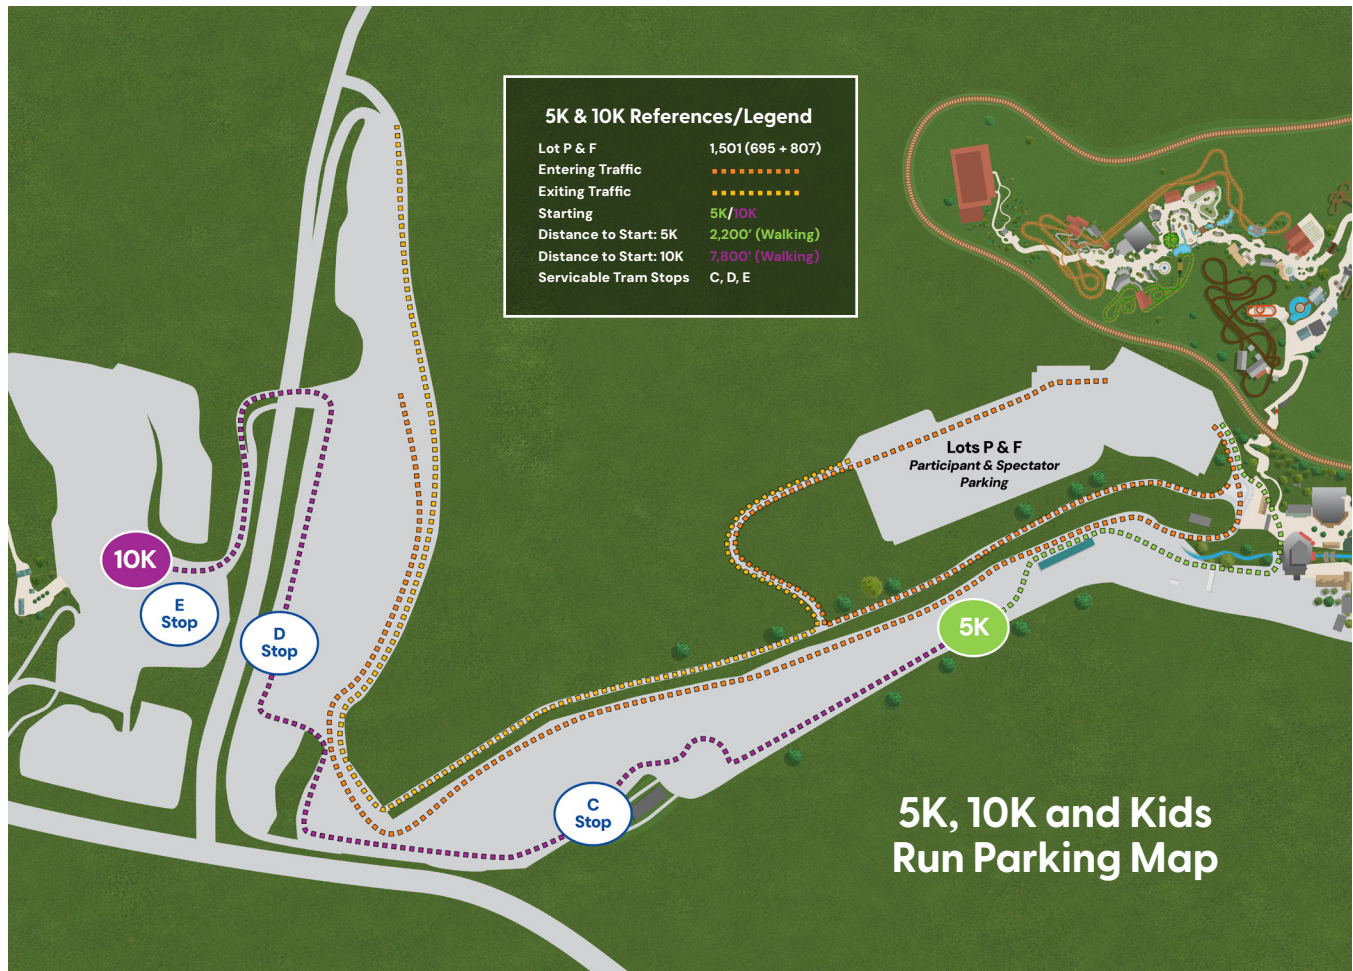 5K & 10K References/Legend
Lot P & F 1,501 (695 + 807)
Entering Traffic
Exiting Traffic
Starting 5K/10K
Distance to Start: 5K 2,200' (Walking)
Distance to Start: 10K 7,800' (Walking)
Servicable Tram Stops C, D, E
Lots P & F
Participant & Spectator
Parking
10K
E
Stop
D
Stop
5K
C
Stop
5K, 10K and Kids
Run Parking Map